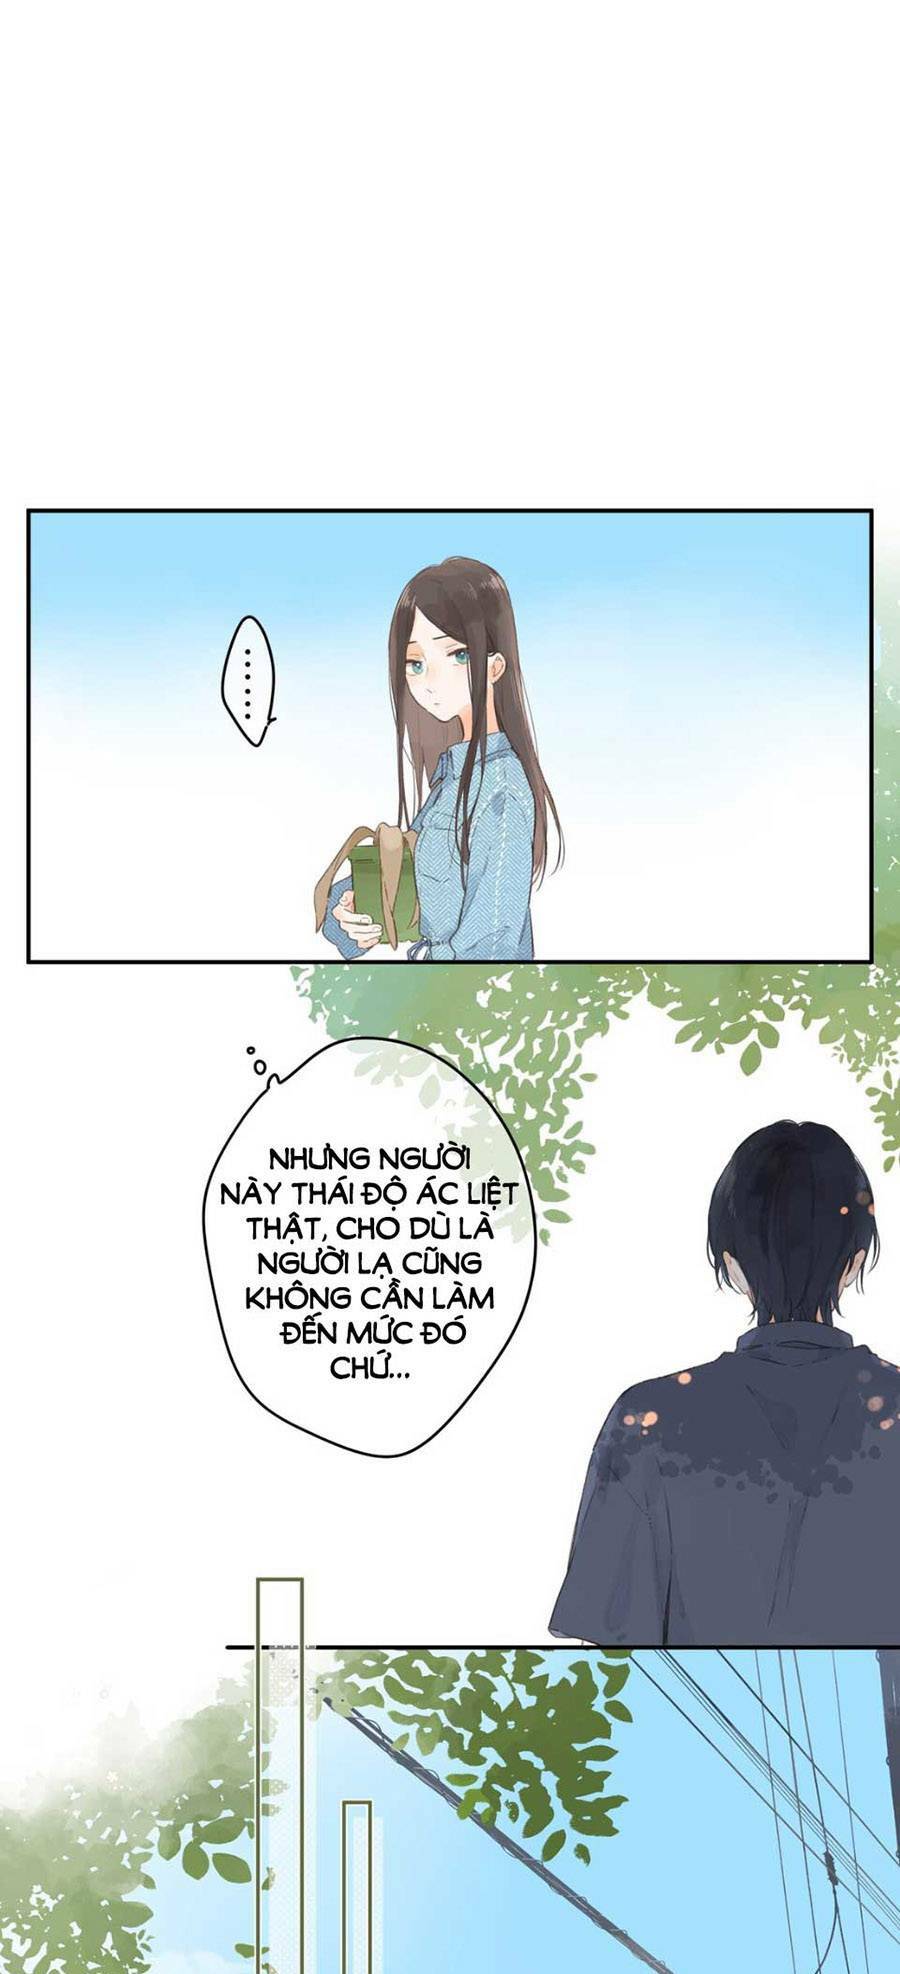 ......
NHƯNG NGƯỜI
NÀY THÁI ĐỘ ÁC LIỆT
THẬT, CHO DÙ LÀ
NGƯỜI LẠ CŨNG
KHÔNG CẦN LÀM
ĐẾN MỨC ĐÓ
CHỨ...